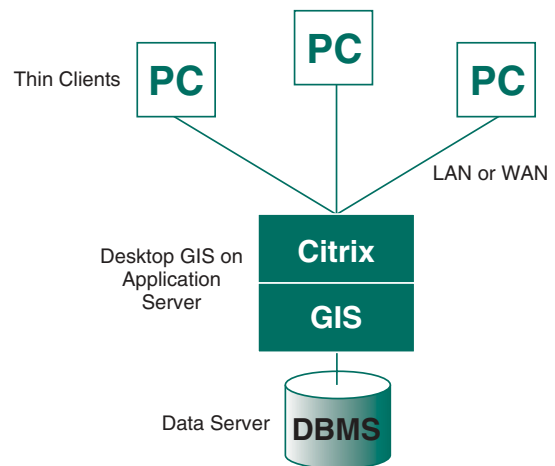 PC
Thin Clients
PC
PC
LAN or WAN
Desktop GIS on
Application
Server
Citrix
GIS
Data Server
DBMS